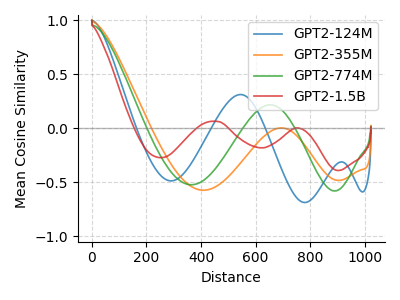 GPT2-124M
GPT2-355M
GPT2-774M
GPT2-1.5B
Mean Cosine Similarity
1.0
0.5
0.0
−0.5
−1.0
0 200 400 600 800 1000
Distance